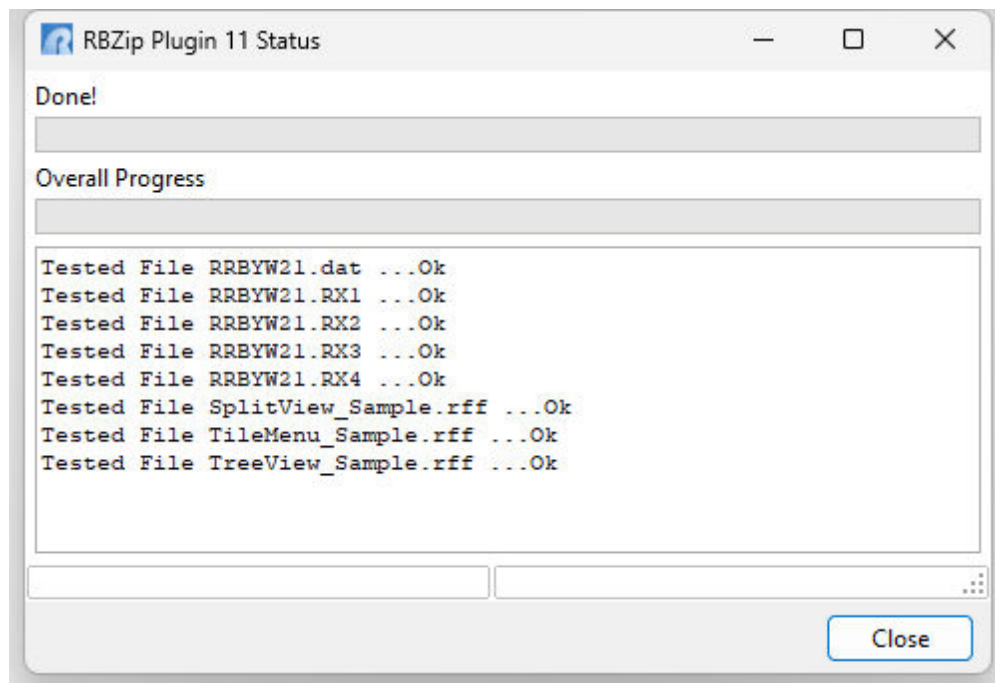 RBZip Plugin 11 Status
Done!
Overall Progress
Tested File RRBYW21.dat ...Ok
Tested File RRBYW21.RX1 ...Ok
Tested File RRBYW21.RX2 ...Ok
Tested File RRBYW21.RX3 ...Ok
Tested File RRBYW21.RX4 ...Ok
Tested File SplitView_Sample.rff ...Ok
Tested File TileMenu_Sample.rff ...Ok
Tested File TreeView_Sample.rff ...Ok
Close